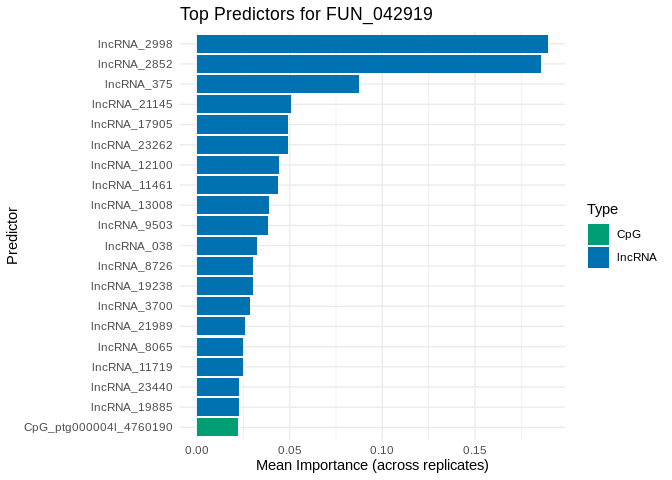 Top Predictors for FUN_042919
Predictor
lncRNA_2998
lncRNA_2852
lncRNA_375
lncRNA_21145
lncRNA_17905
lncRNA_23262
lncRNA_12100
lncRNA_11461
lncRNA_13008
lncRNA_9503
lncRNA_038
lncRNA_8726
lncRNA_19238
lncRNA_3700
lncRNA_21989
lncRNA_8065
lncRNA_11719
lncRNA_23440
lncRNA_19885
CpG_ptg000004l_4760190
0.00 0.05 0.10 0.15
Mean Importance (across replicates)
Type
CpG
lncRNA